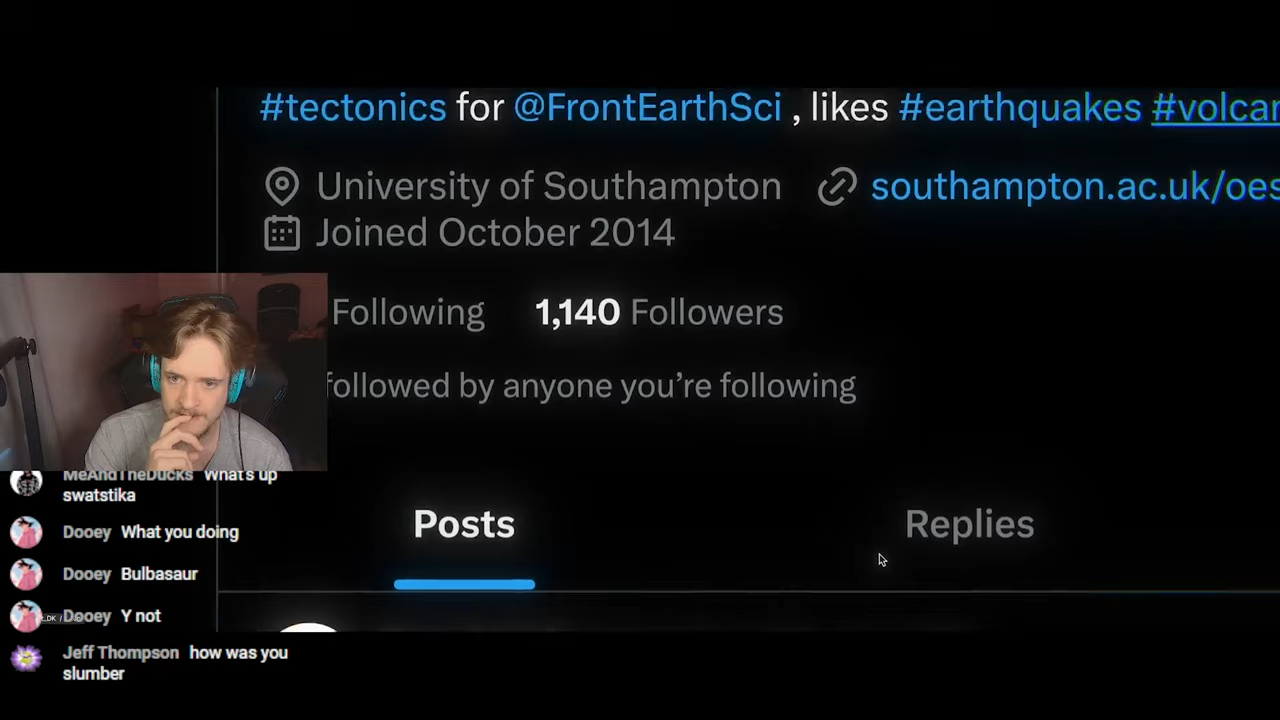 #tectonics for @FrontEarthSci , likes #earthquakes #volcan
University of Southampton southampton.ac.uk/oes
Joined October 2014
Following 1,140 Followers
followed by anyone you’re following
Posts Replies
MeAndTheDucks What's up
swatstika
Dooey What you doing
Dooey Bulbasaur
Dooey Y not
Jeff Thompson how was you
slumber